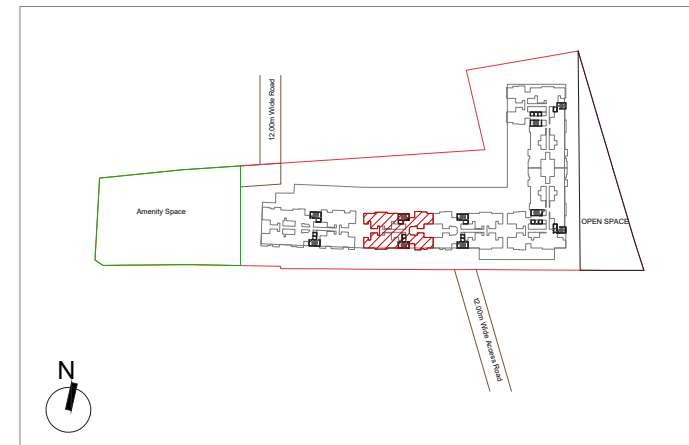 12.00m Wide Road
Amenity Space
OPEN SPACE
12.00m Wide Access Road
N